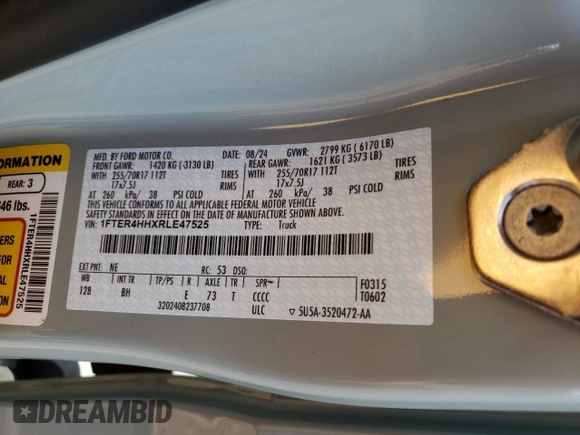 ORMATION
REAR: 3
46 lbs.
ERS
FOR
S
1FTER4HHXRLE47525
MFD. BY FORD MOTOR CO. 08/24 GVWR: 2799 KG ( 6170 LB)
FRONT GAWR: 1420 KG ( 3130 LB) REAR GAWR: 1621 KG ( 3573 LB)
WITH TIRES WITH TIRES
255/70R17 112T 255/70R17 112T
17x7.5J RIMS 17x7.5J RIMS
AT 260 kPa/ 38 PSI COLD AT 260 kPa/ 38 PSI COLD
THIS VEHICLE CONFORMS TO ALL APPLICABLE FEDERAL MOTOR VEHICLE
SAFETY STANDARDS IN EFFECT ON THE DATE OF MANUFACTURE SHOWN ABOVE.
VIN: 1FTER4HHXRLE47525 TYPE: Truck
EXT PNT: NE RC: 53 DSO:
WB INT TR TP/PS R AXLE TR SPR F0315
128 BH E 73 T CCCC T0602
3202408237708 ULC ▽ 5U5A-3520472-AA
DREAMBID